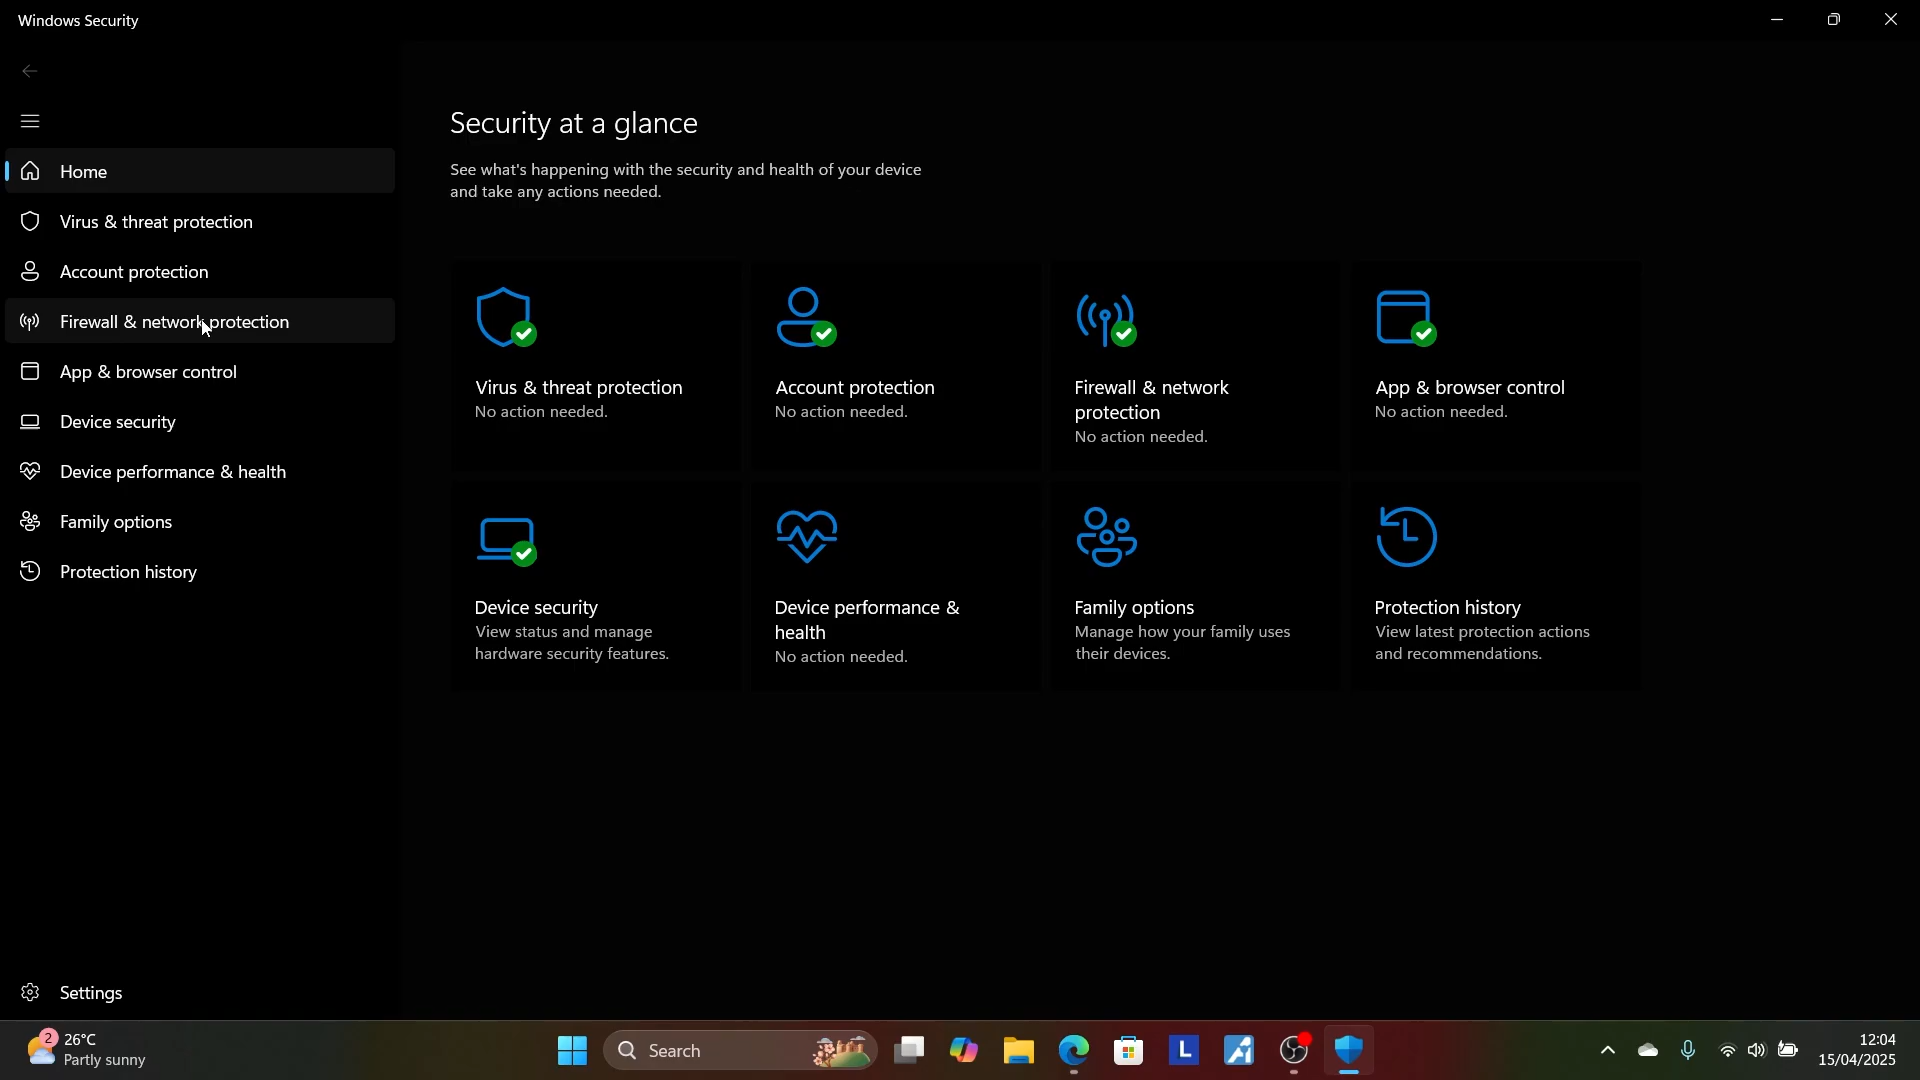 Windows Security
Home
Virus & threat protection
Account protection
Firewall & network protection
App & browser control
Device security
Device performance & health
Family options
Protection history
Settings
Security at a glance
See what's happening with the security and health of your device
and take any actions needed.
Virus & threat protection
No action needed.
Account protection
No action needed.
Firewall & network
protection
No action needed.
App & browser control
No action needed.
Device security
View status and manage
hardware security features.
Device performance &
health
No action needed.
Family options
Manage how your family uses
their devices.
Protection history
View latest protection actions
and recommendations.
2
26°C
Partly sunny
Search
L
12:04
15/04/2025